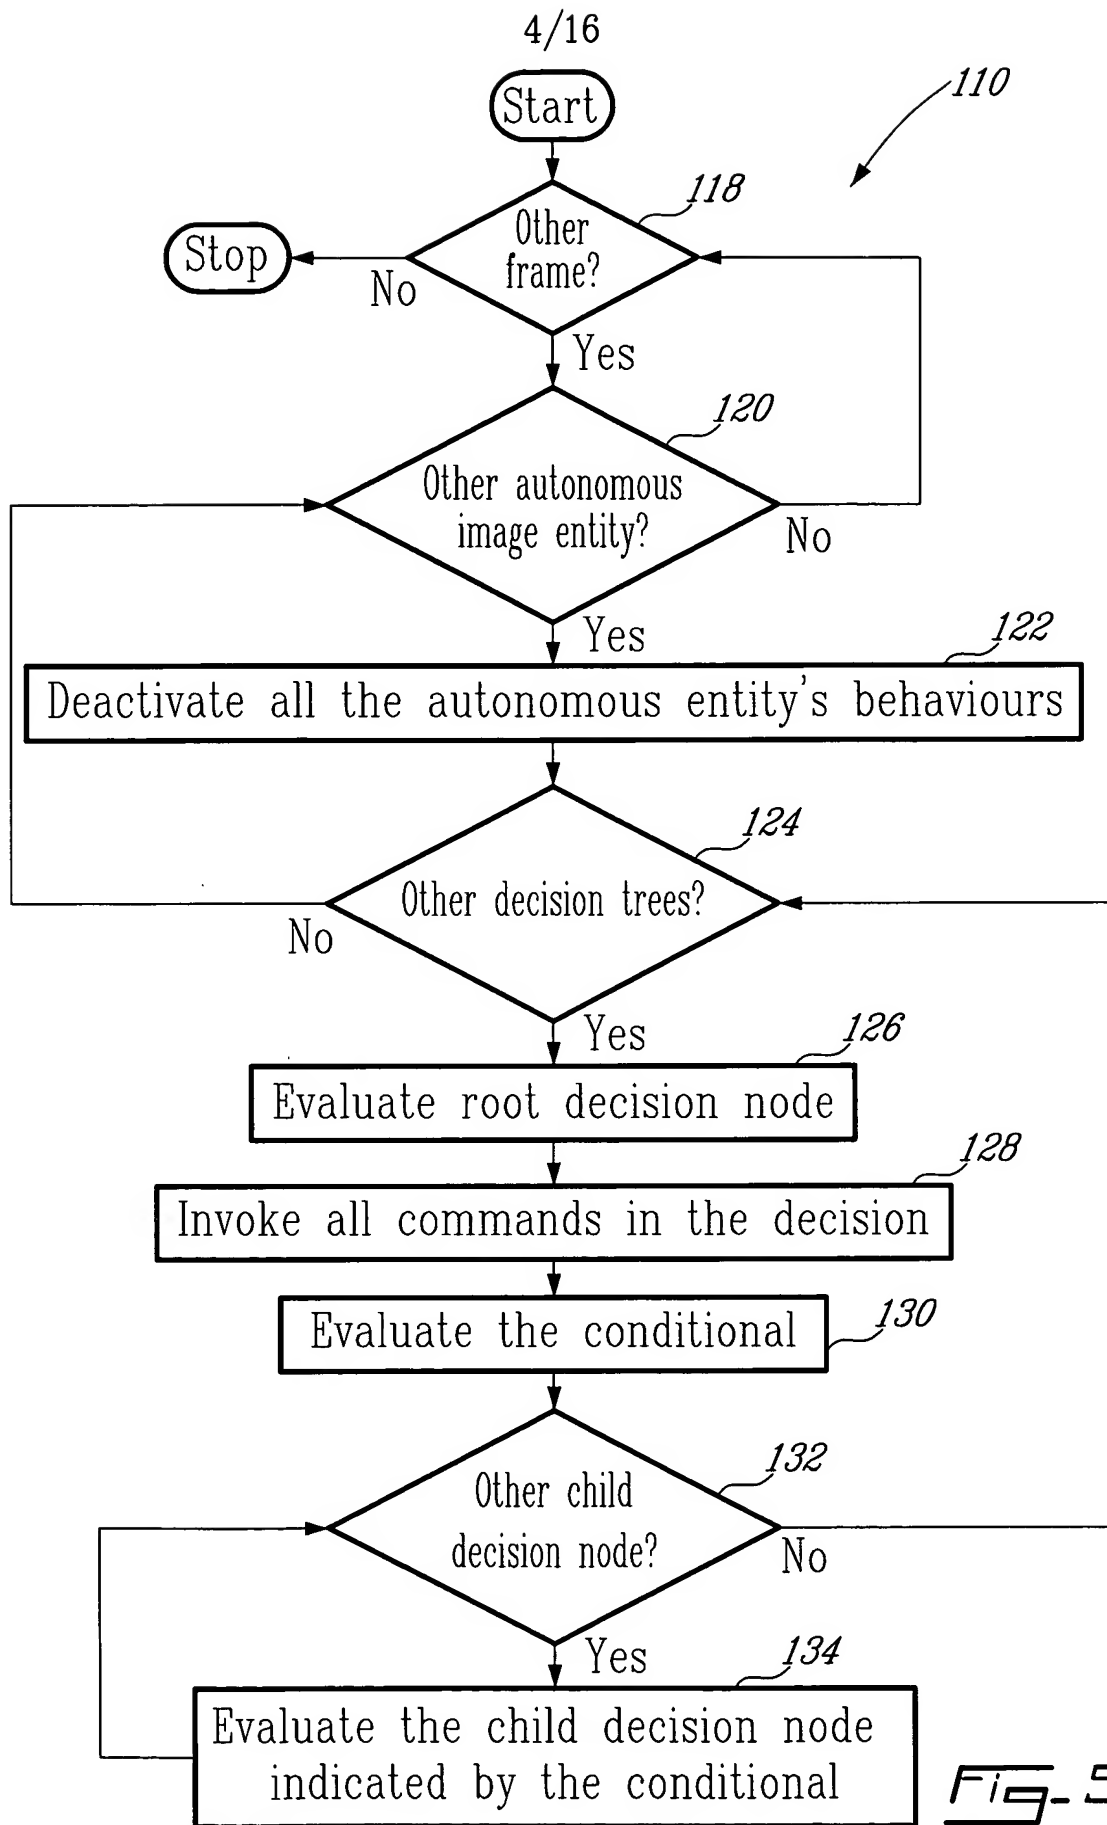 4/16
Start
110
118
Other
frame?
Stop
No
Yes
120
Other autonomous
image entity?
No
Yes
122
Deactivate all the autonomous entity's behaviours
124
Other decision trees?
No
Yes
126
Evaluate root decision node
128
Invoke all commands in the decision
Evaluate the conditional
130
132
Other child
decision node?
No
Yes
134
Evaluate the child decision node
indicated by the conditional
Fig-5